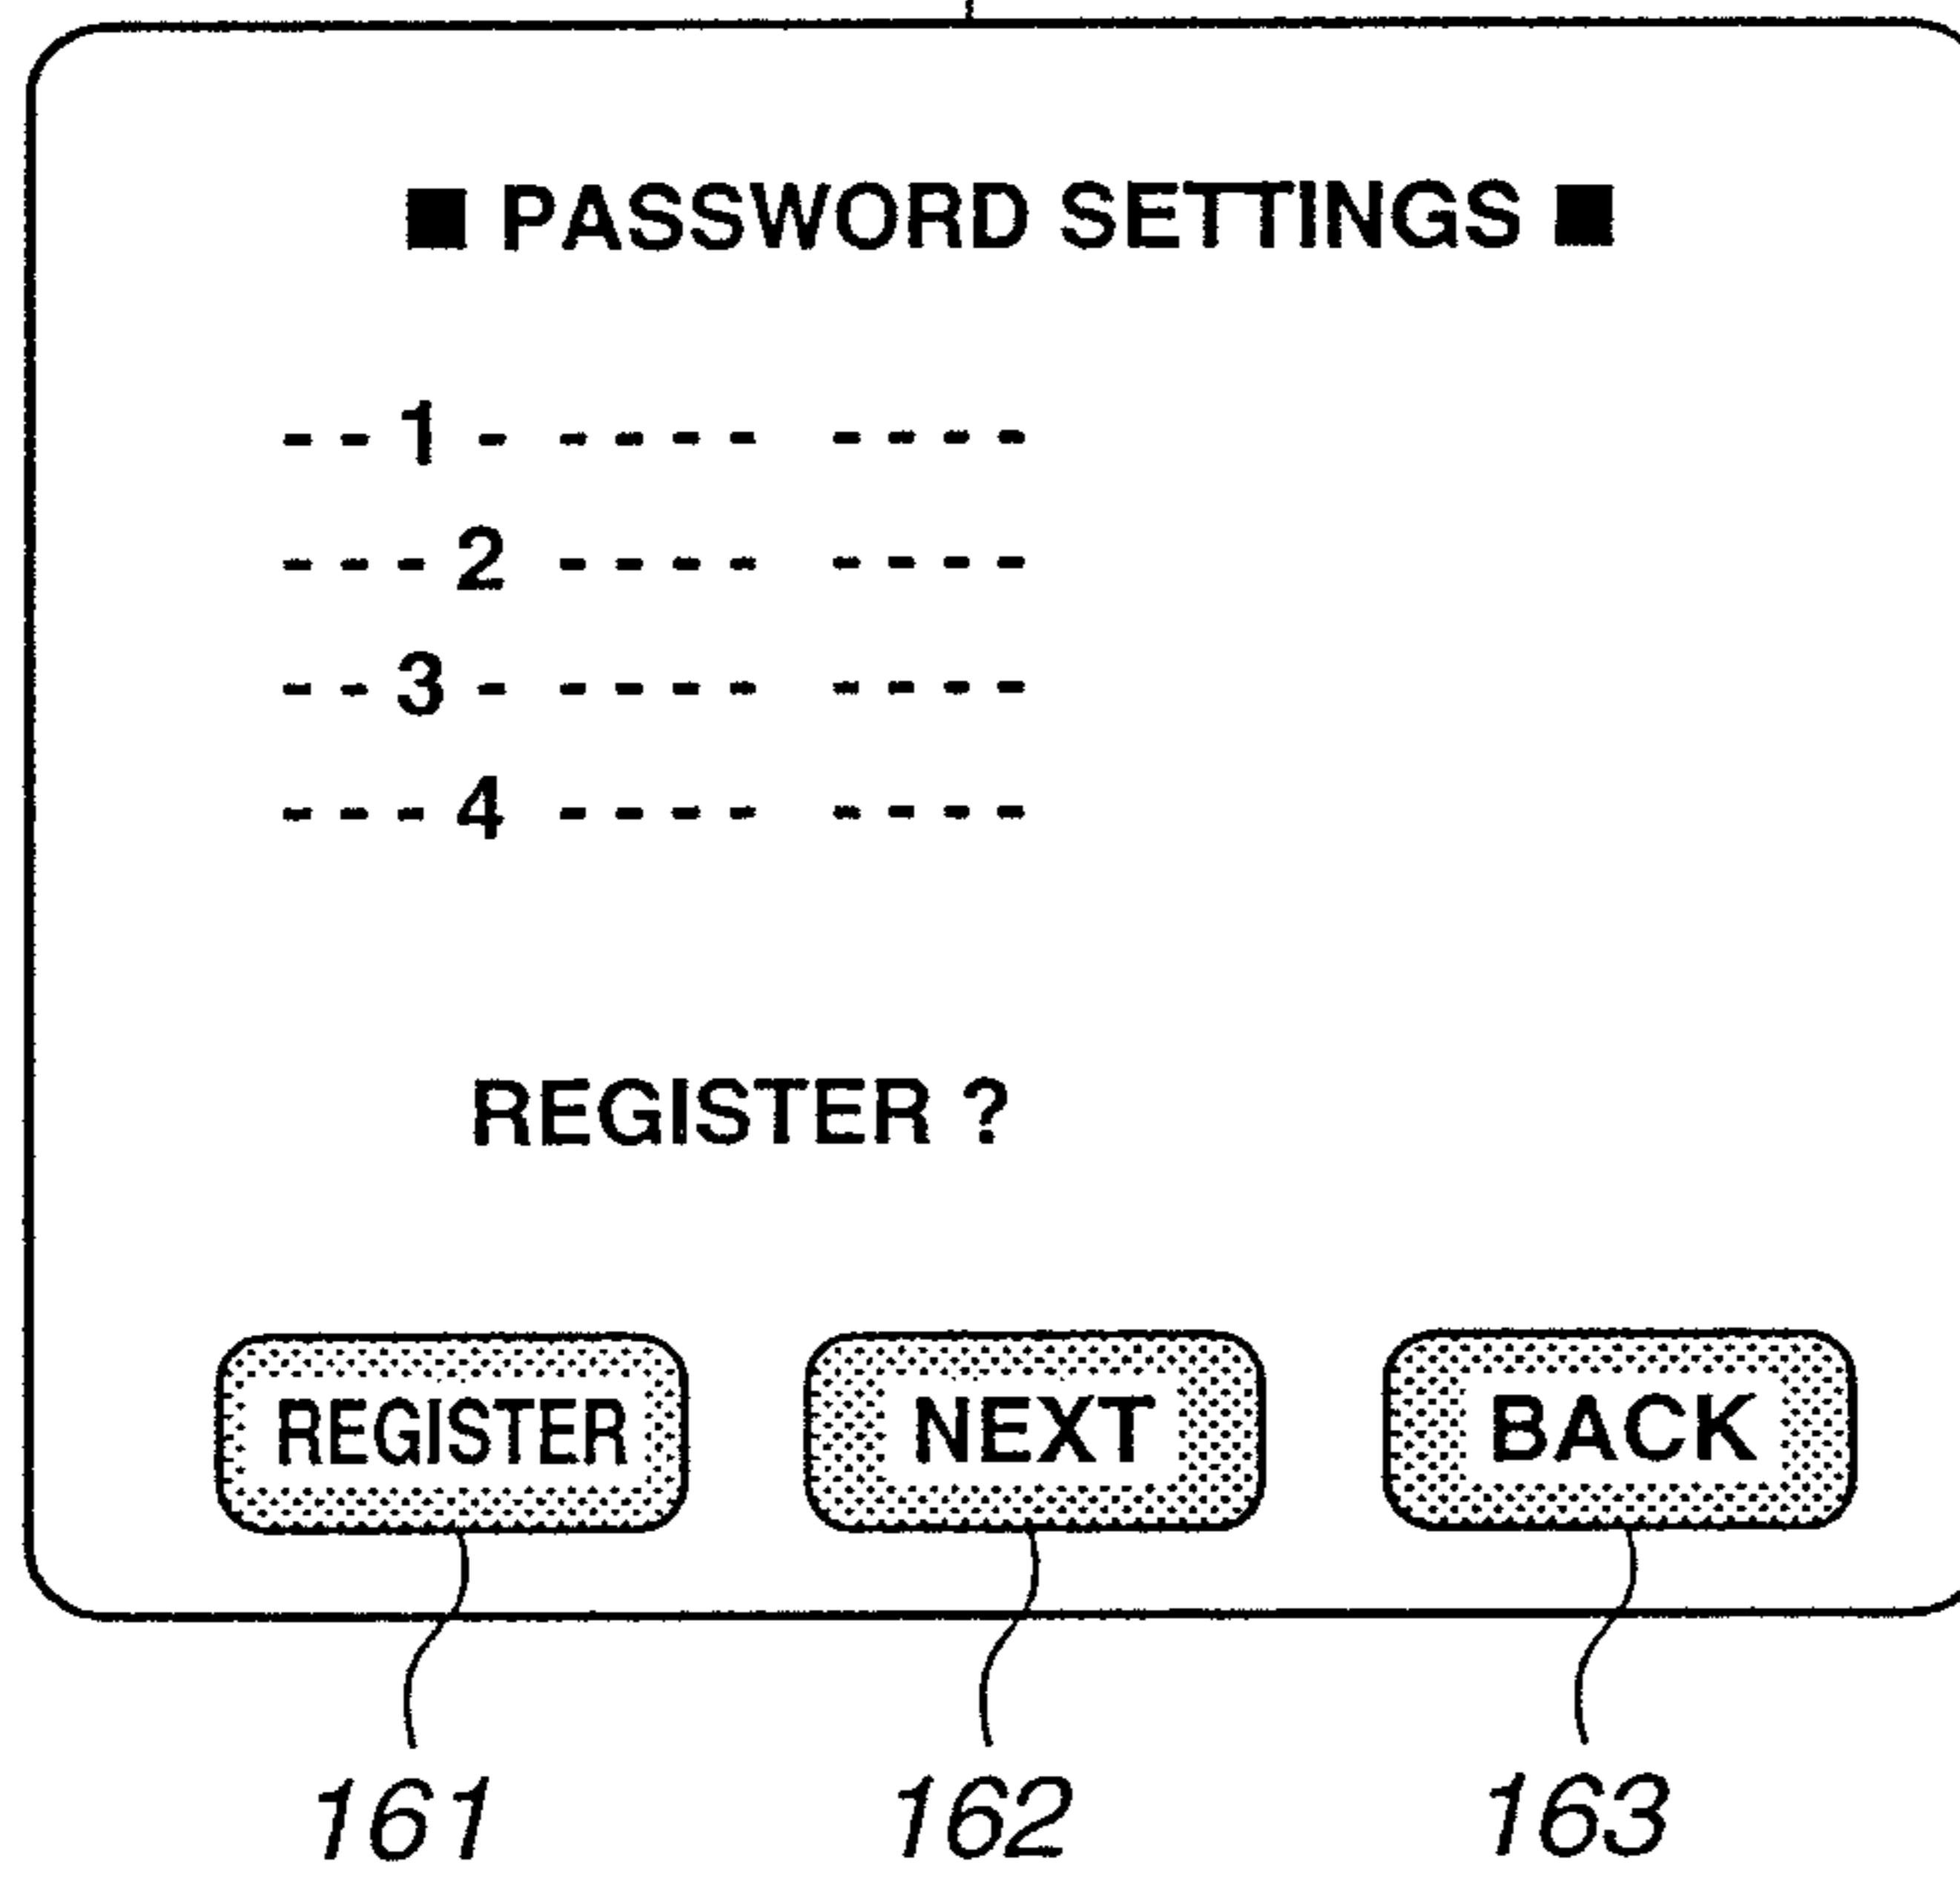 ■ PASSWORD SETTINGS ■
--1- ---- ----
---2 ---- ----
--3- ---- ----
---4 ---- ----
REGISTER ?
REGISTER NEXT BACK
161 162 163